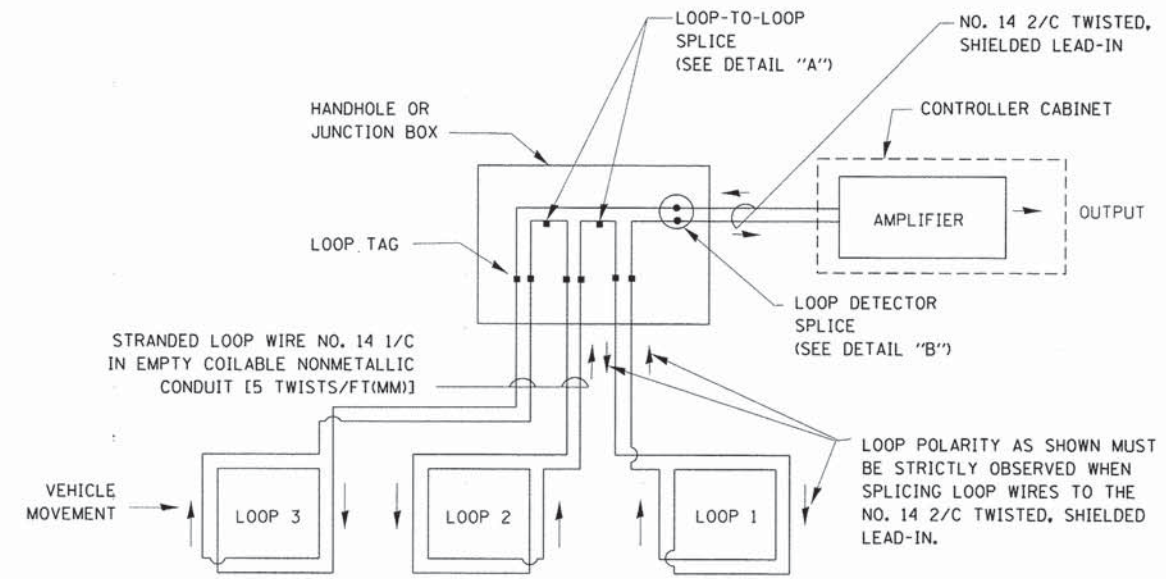 LOOP-TO-LOOP
SPLICE
(SEE DETAIL "A")
NO. 14 2/C TWISTED,
SHIELDED LEAD-IN
HANDHOLE OR
JUNCTION BOX
CONTROLLER CABINET
AMPLIFIER
OUTPUT
LOOP TAG
LOOP DETECTOR
SPLICE
(SEE DETAIL "B")
STRANDED LOOP WIRE NO. 14 1/C
IN EMPTY COILABLE NONMETALLIC
CONDUIT [5 TWISTS/FT(MM)]
LOOP POLARITY AS SHOWN MUST
BE STRICTLY OBSERVED WHEN
SPLICING LOOP WIRES TO THE
NO. 14 2/C TWISTED, SHIELDED
LEAD-IN.
VEHICLE
MOVEMENT
LOOP 3
LOOP 2
LOOP 1